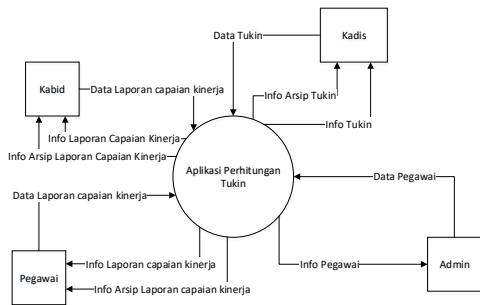 Data Tukin
Kadis
Kabid
Data Laporan capaian kinerja
Info Arsip Tukin
Info Tukin
Info Laporan Capaian Kinerja
Info Arsip Laporan Capaian Kinerja
Aplikasi Perhitungan
Tukin
Data Pegawai
Data Laporan capaian kinerja
Info Laporan capaian kinerja
Info Pegawai
Admin
Pegawai
Info Arsip Laporan capaian kinerja